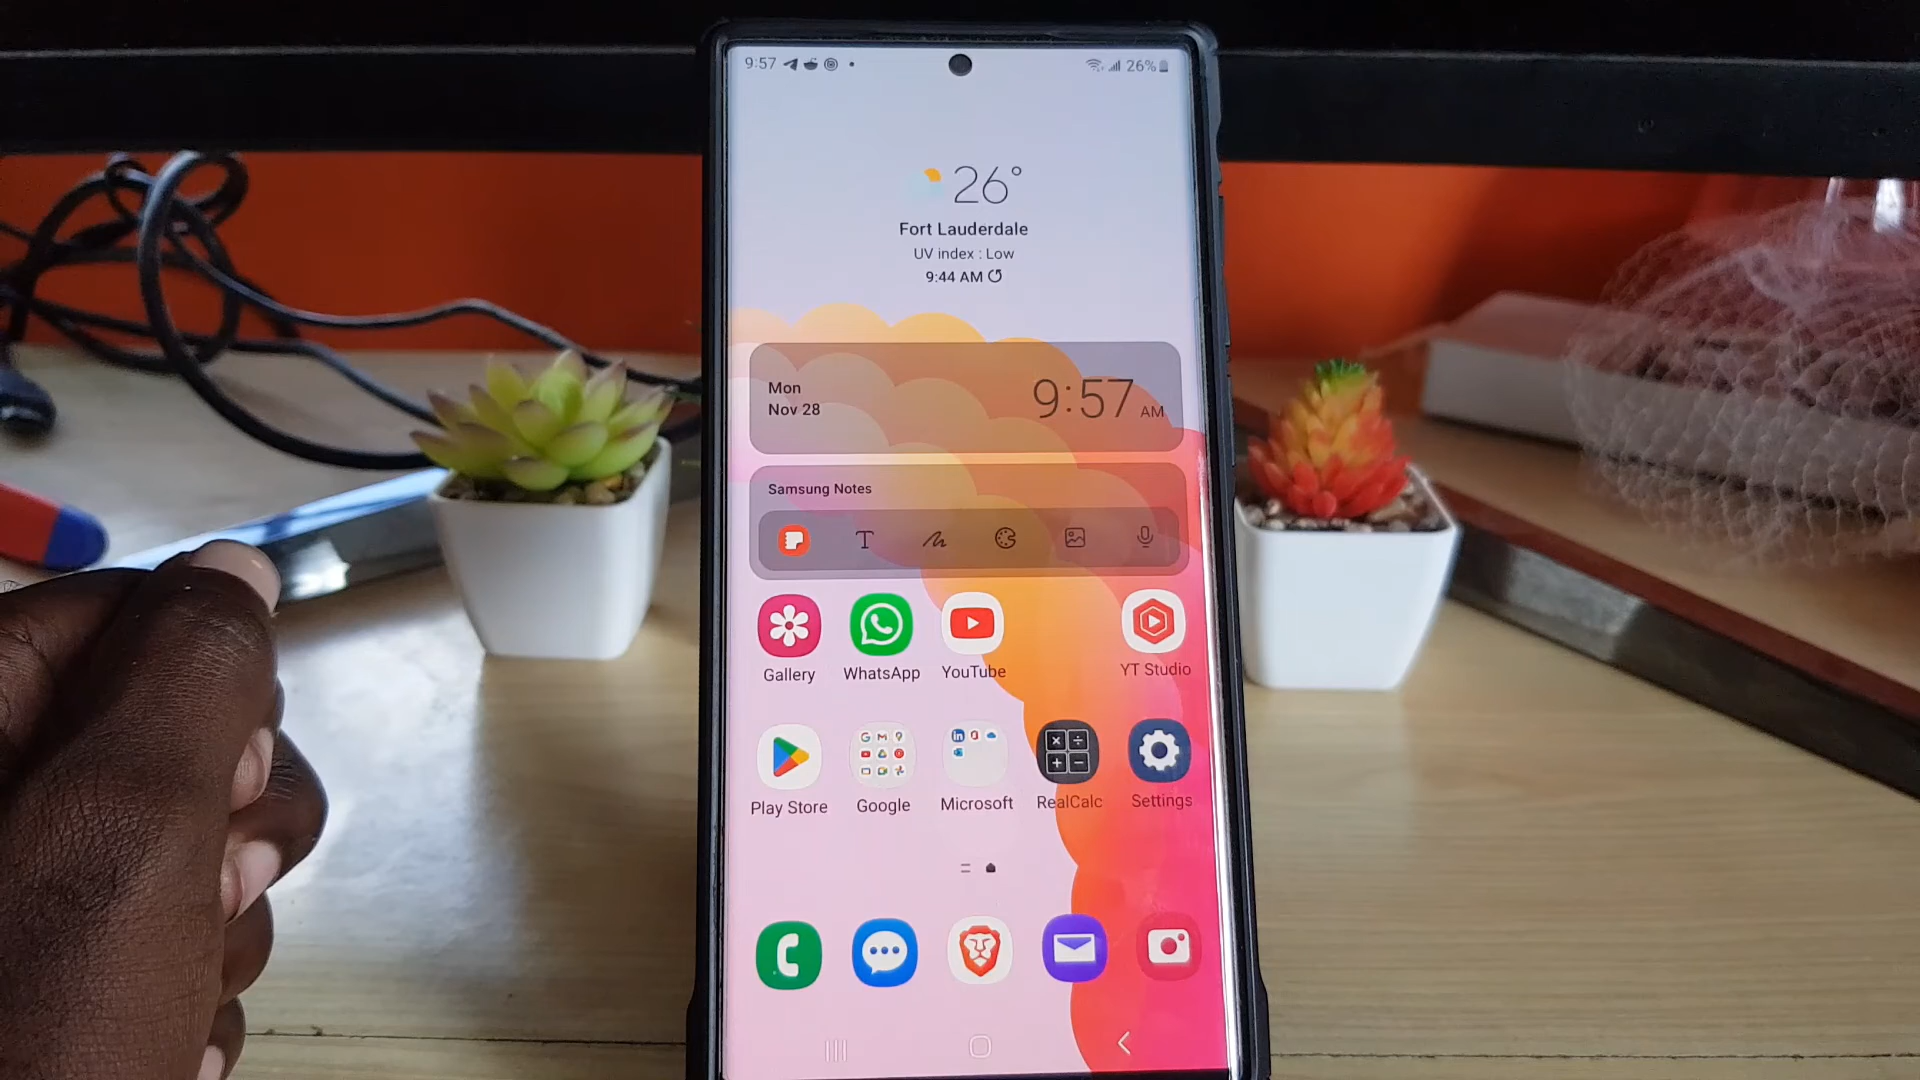 9:57
26%
26°
Fort Lauderdale
UV index : Low
9:44 AM
Mon
Nov 28
9:57 AM
Samsung Notes
T
Gallery
WhatsApp
YouTube
YT Studio
Play Store
Google
Microsoft
RealCalc
Settings